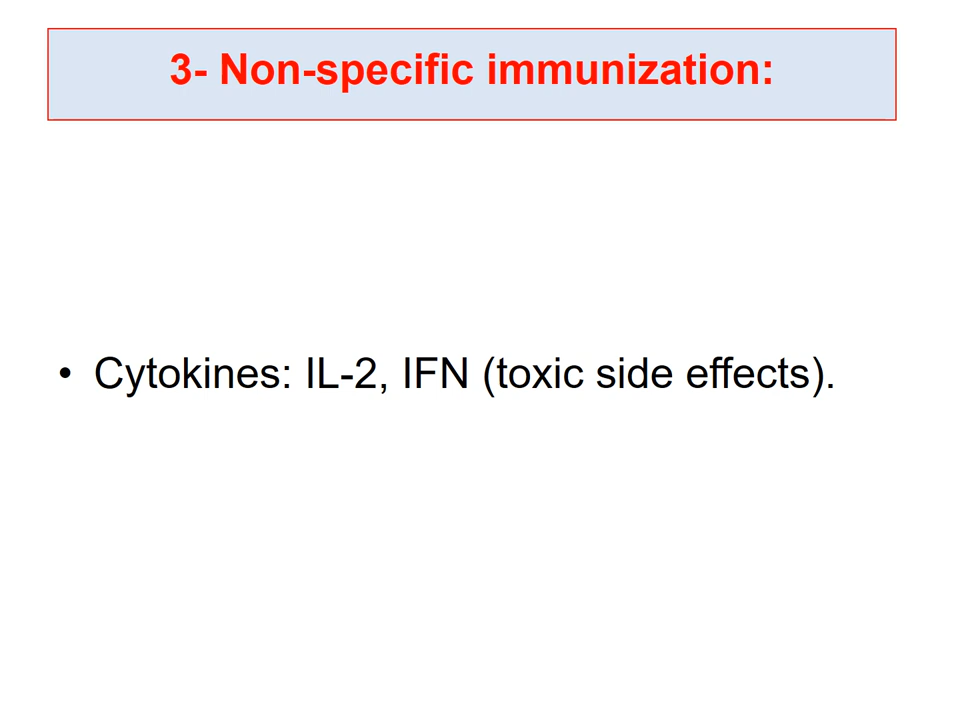 3- Non-specific immunization:
• Cytokines: IL-2, IFN (toxic side effects).